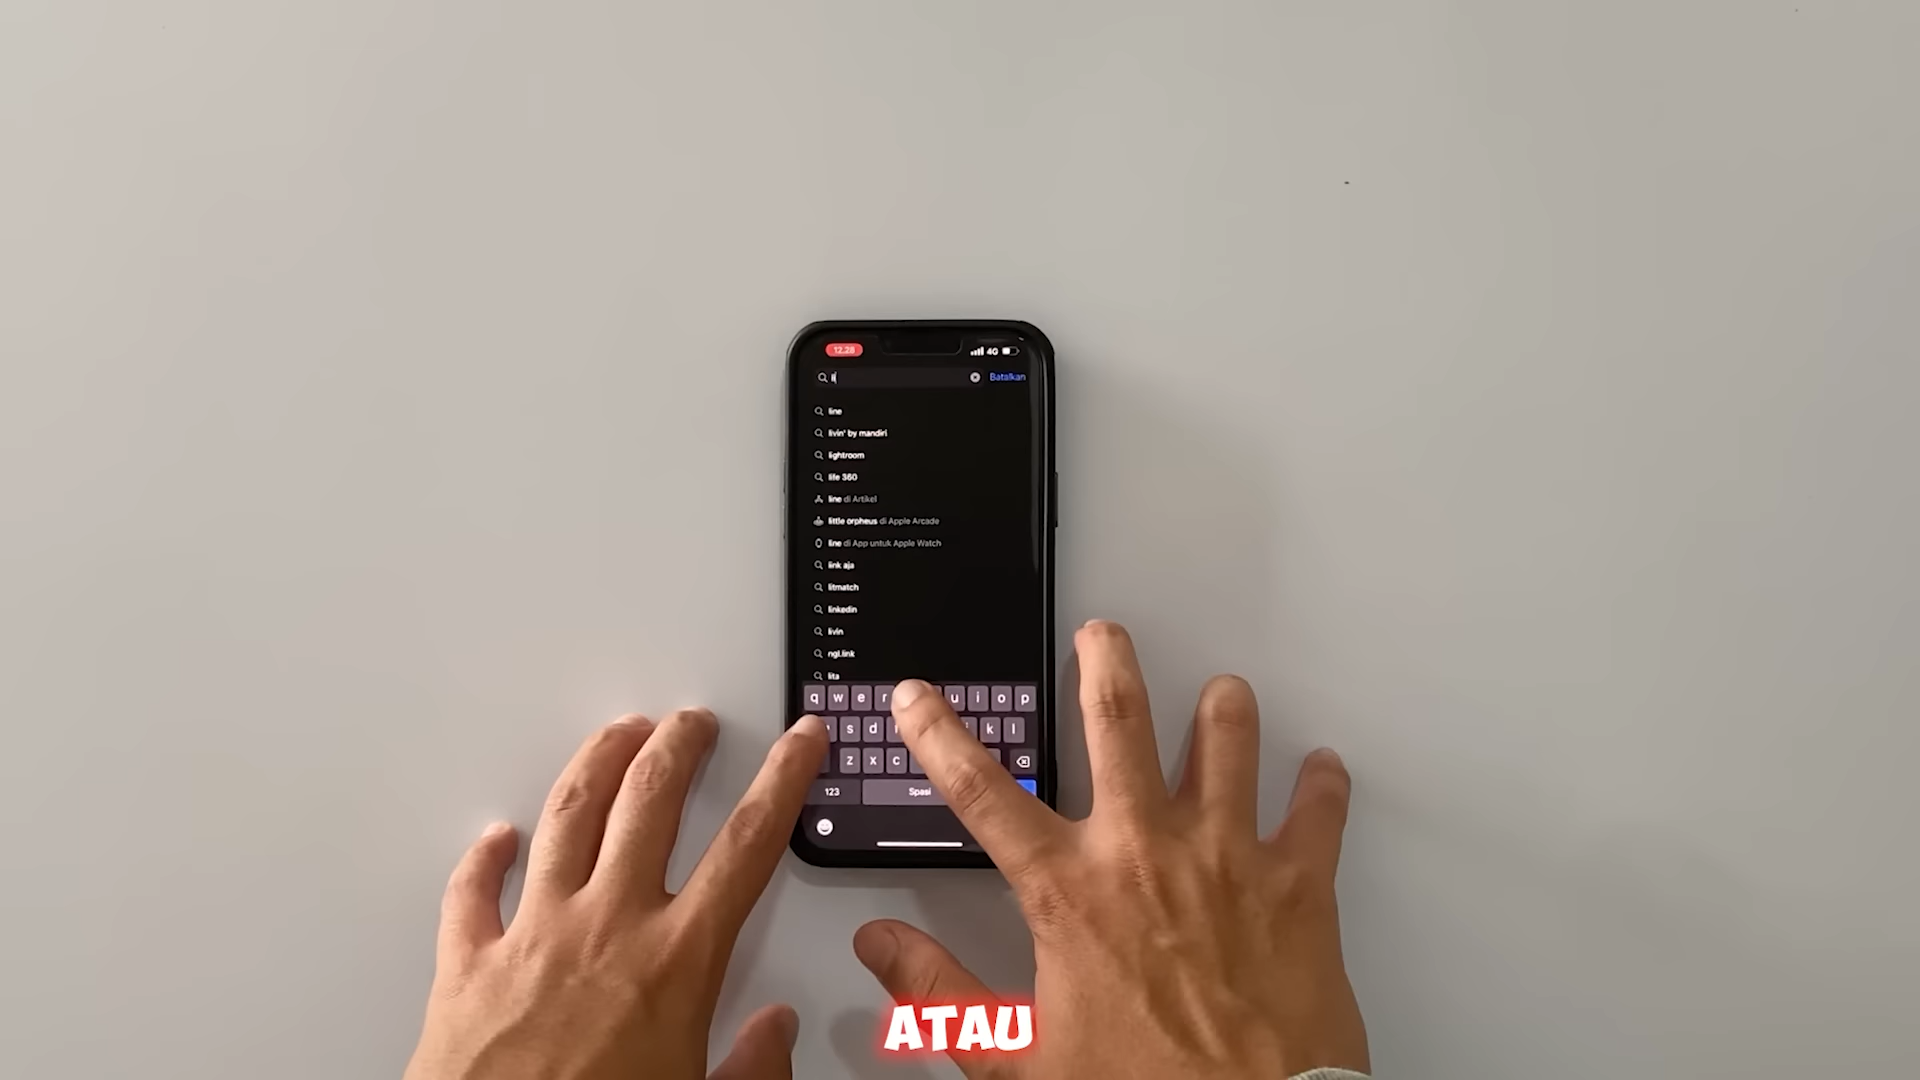 12.28
4G
li
Batalkan
line
livin' by mandiri
lightroom
life 360
line di Artikel
little orpheus di Apple Arcade
line di App untuk Apple Watch
link aja
litmatch
linkedin
livin
ngl.link
lita
q w e r u i o p
s d k l
z x c
123 Spasi
ATAU